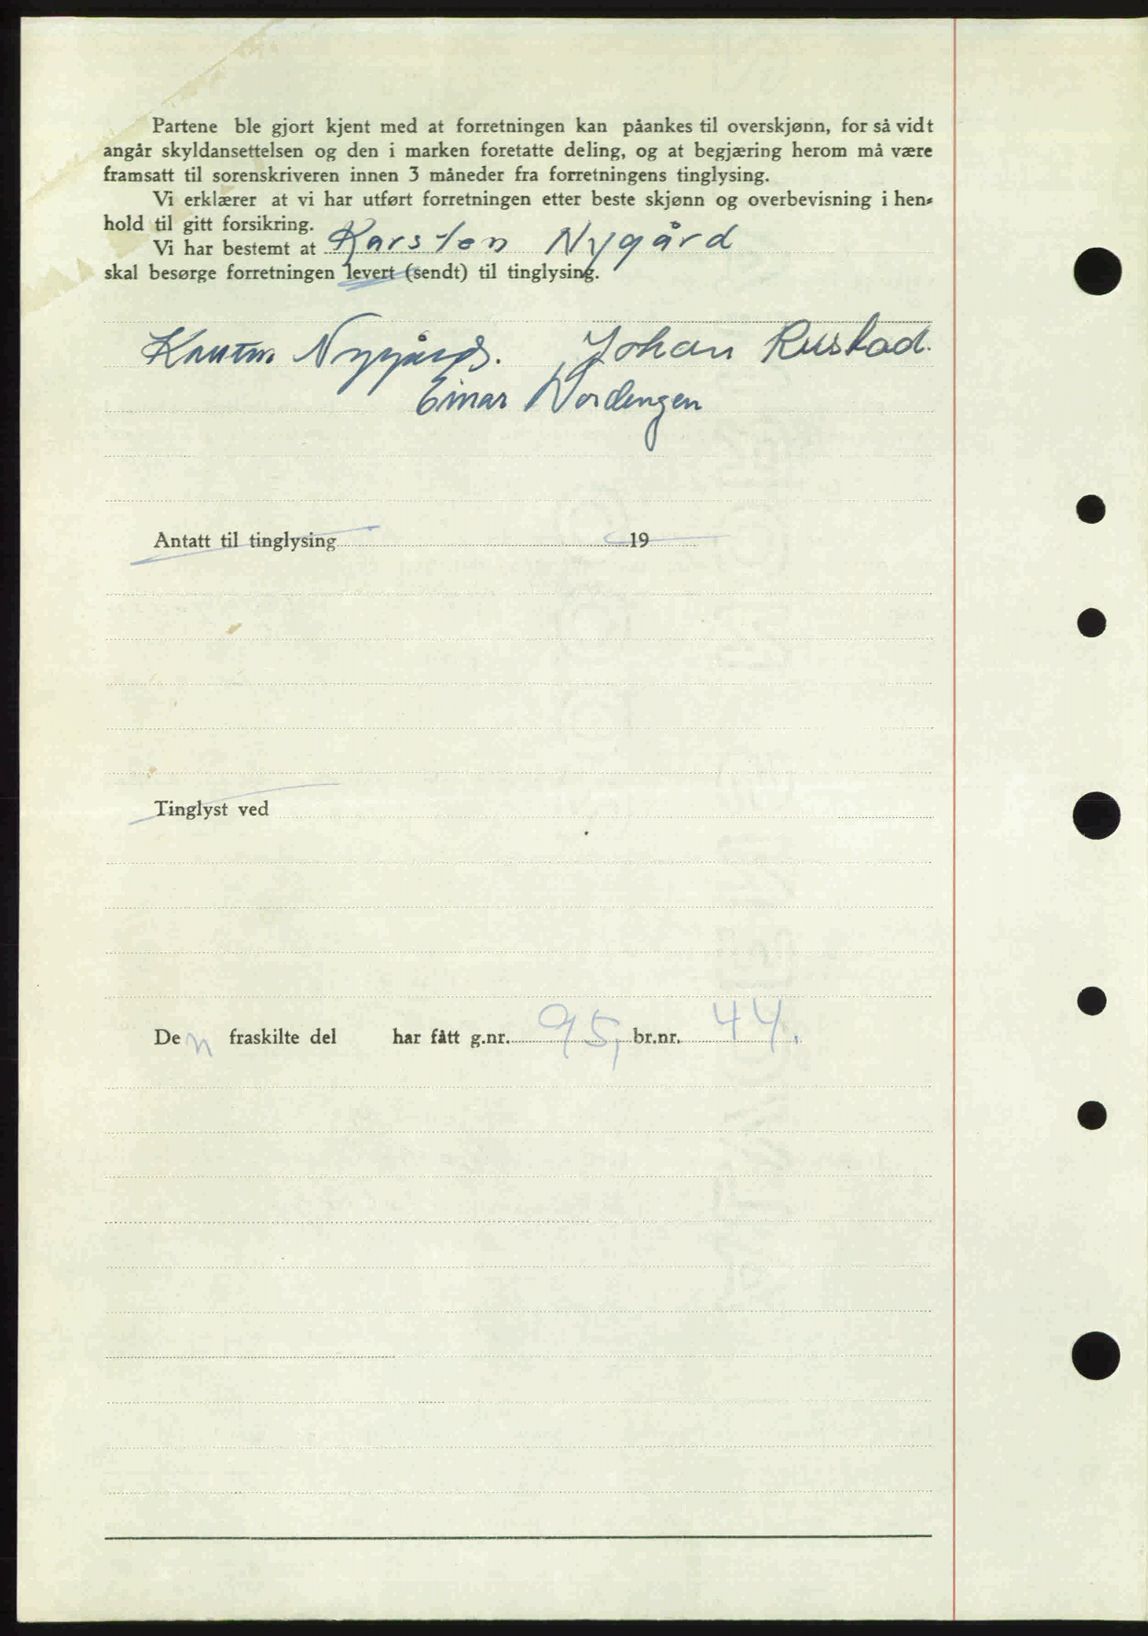 Partene ble gjort kjent med at forretningen kan påankes til overskjønn, for så vidt
angår skyldansettelsen og den i marken foretatte deling, og at begjæring herom må være
framsatt til sorenskriveren innen 3 måneder fra forretningens tinglysing.
Vi erklærer at vi har utført forretningen etter beste skjønn og overbevisning i hen-
hold til gitt forsikring.
Vi har bestemt at Karsten Nygård
skal besørge forretningen levert (sendt) til tinglysing.
Karsten Nygård. Johan Rustad.
Einar Nordengen
Antatt til tinglysing 19
Tinglyst ved
Den fraskilte del har fått g.nr. 95, br.nr. 44.